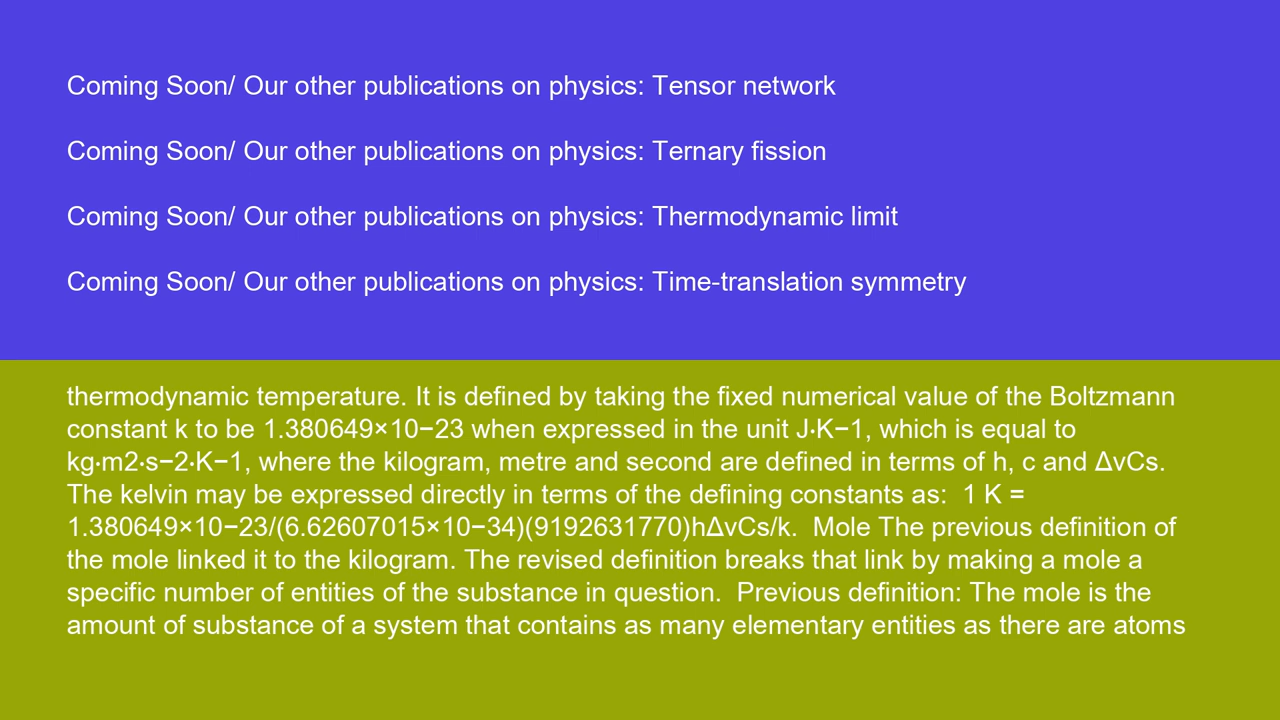 Coming Soon/ Our other publications on physics: Tensor network
Coming Soon/ Our other publications on physics: Ternary fission
Coming Soon/ Our other publications on physics: Thermodynamic limit
Coming Soon/ Our other publications on physics: Time-translation symmetry
thermodynamic temperature. It is defined by taking the fixed numerical value of the Boltzmann
constant k to be 1.380649×10−23 when expressed in the unit J⋅K−1, which is equal to
kg⋅m2⋅s−2⋅K−1, where the kilogram, metre and second are defined in terms of h, c and ΔνCs.
The kelvin may be expressed directly in terms of the defining constants as:  1 K =
1.380649×10−23/(6.62607015×10−34)(9192631770)hΔνCs/k.  Mole The previous definition of
the mole linked it to the kilogram. The revised definition breaks that link by making a mole a
specific number of entities of the substance in question.  Previous definition: The mole is the
amount of substance of a system that contains as many elementary entities as there are atoms